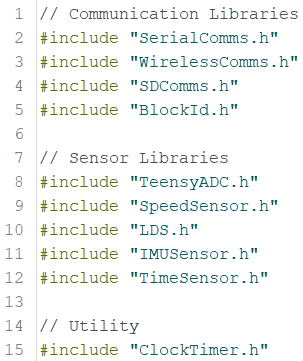 1 // Communication Libraries
2 #include "SerialComms.h"
3 #include "WirelessComms.h"
4 #include "SDComms.h"
5 #include "BlockId.h"
6
7 // Sensor Libraries
8 #include "TeensyADC.h"
9 #include "SpeedSensor.h"
10 #include "LDS.h"
11 #include "IMUSensor.h"
12 #include "TimeSensor.h"
13
14 // Utility
15 #include "ClockTimer.h"